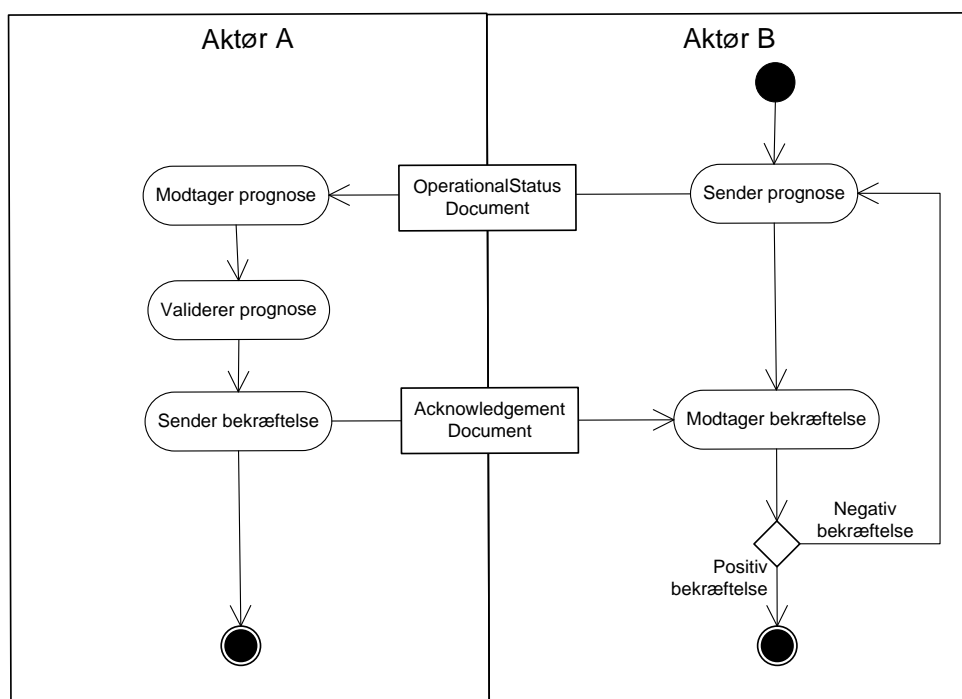 Aktør A
Aktør B
Modtager prognose
OperationalStatus
Document
Sender prognose
Validerer prognose
Sender bekræftelse
Acknowledgement
Document
Modtager bekræftelse
Negativ
bekræftelse
Positiv
bekræftelse